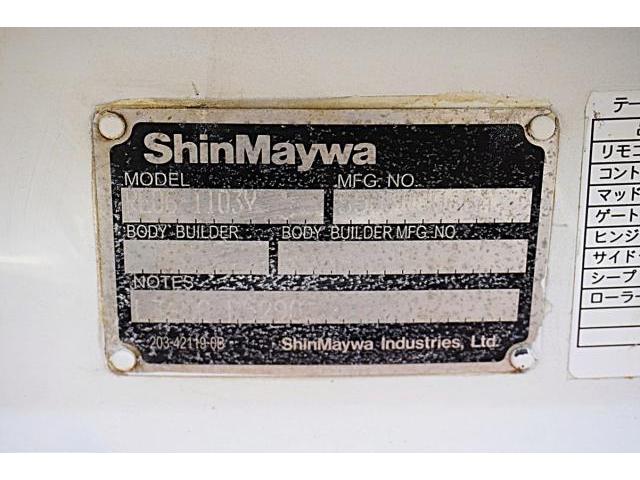 ShinMaywa
MODEL
MFG. NO.
BODY BUILDER
BODY BUILDER MFG. NO.
NOTES
203-42119-0B
ShinMaywa Industries, Ltd.
テー
リモコ
コント
マッド
ゲート
ヒンジ
サイド
シープ
ローラ